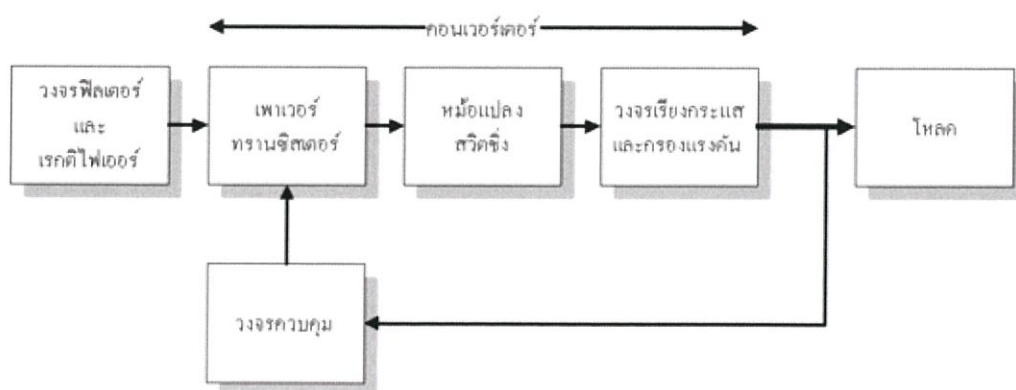 คอนเวอร์เตอร์
วงจรฟิลเตอร์
และ
เรกติไฟเออร์
เพาเวอร์
ทรานซิสเตอร์
หม้อแปลง
สวิตชิ่ง
วงจรเรียงกระแส
และกรองแรงดัน
โหลด
วงจรควบคุม